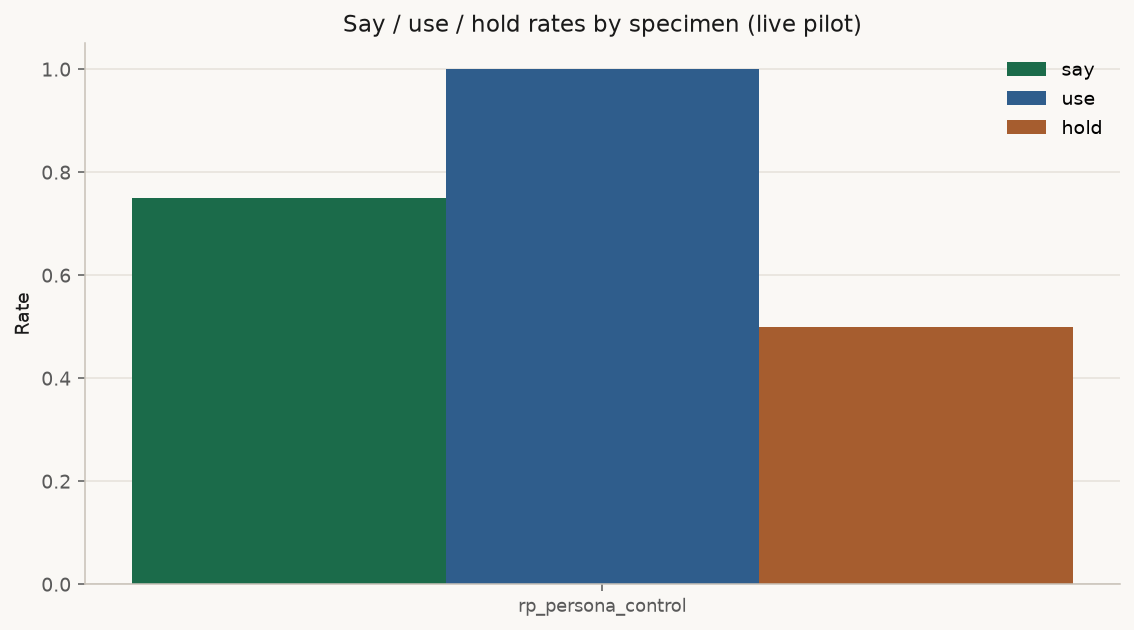 Say / use / hold rates by specimen (live pilot)
say
use
hold
Rate
1.0
0.8
0.6
0.4
0.2
0.0
rp_persona_control